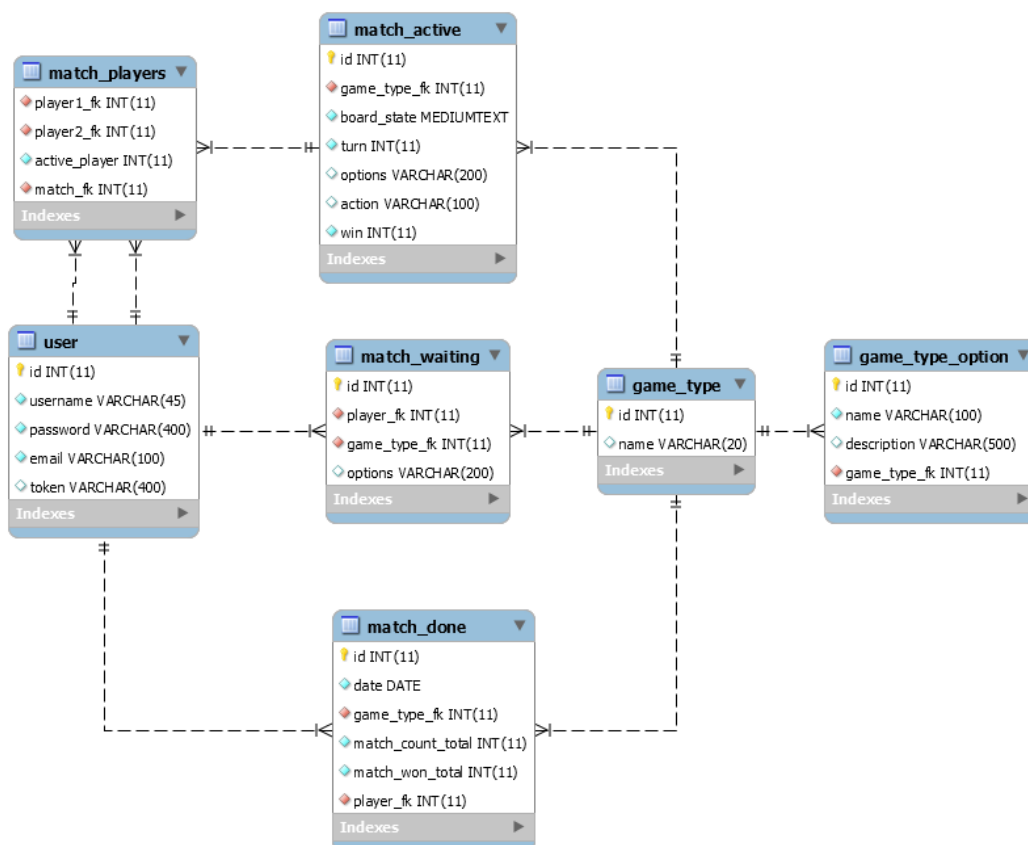 match_active
id INT(11)
game_type_fk INT(11)
board_state MEDIUMTEXT
turn INT(11)
options VARCHAR(200)
action VARCHAR(100)
win INT(11)
Indexes
match_players
player1_fk INT(11)
player2_fk INT(11)
active_player INT(11)
match_fk INT(11)
Indexes
user
id INT(11)
username VARCHAR(45)
password VARCHAR(400)
email VARCHAR(100)
token VARCHAR(400)
Indexes
match_waiting
id INT(11)
player_fk INT(11)
game_type_fk INT(11)
options VARCHAR(200)
Indexes
game_type
id INT(11)
name VARCHAR(20)
Indexes
game_type_option
id INT(11)
name VARCHAR(100)
description VARCHAR(500)
game_type_fk INT(11)
Indexes
match_done
id INT(11)
date DATE
game_type_fk INT(11)
match_count_total INT(11)
match_won_total INT(11)
player_fk INT(11)
Indexes